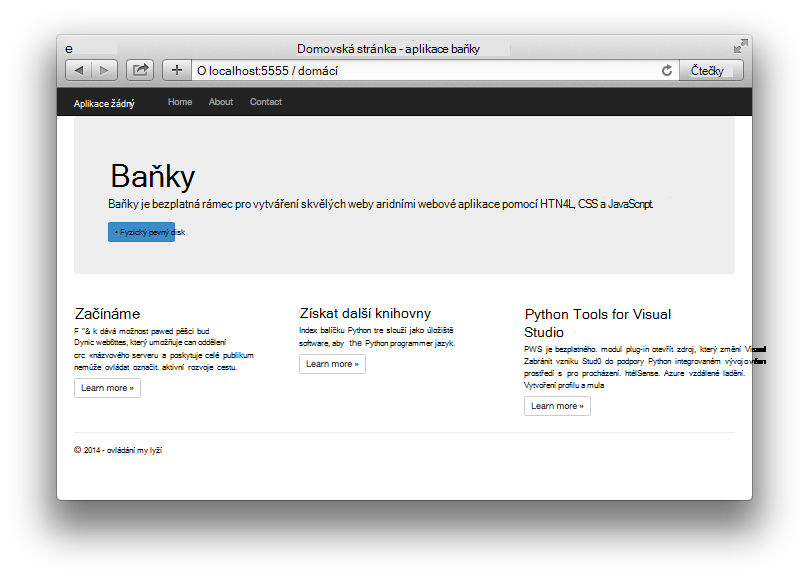 e
Domovská stránka - aplikace baňky
O localhost:5555 / domácí
Čtečky
Aplikace žádný
Home
About
Contact
Baňky
Baňky je bezplatná rámec pro vytváření skvělých weby aridními webové aplikace pomocí HTN4L, CSS a JavaScnpt.
• Fyzický pevný disk
Začínáme
F "& k dává možnost pawed pěšci bud
Dynic web6ttes, který umožňuje can oddělení
crc «názvového serveru a poskytuje celé publikum
nemůže ovládat označit. aktivní rozvoje cestu.
Learn more »
Získat další knihovny
Index balíčku Python tre slouží jako úložiště
software, aby the Python programmer jazyk.
Learn more »
Python Tools for Visual
Studio
PWS je bezplatného. modul plug-in otevřít zdroj, který změní
Zabránit vzniku Studŭ do podpory Python integrovaném
prostředí s pro procházení. htélSense. Azure vzdálené ladění.
Vytvoření profilu a mula
Learn more »
© 2014 - ovládání my lyží